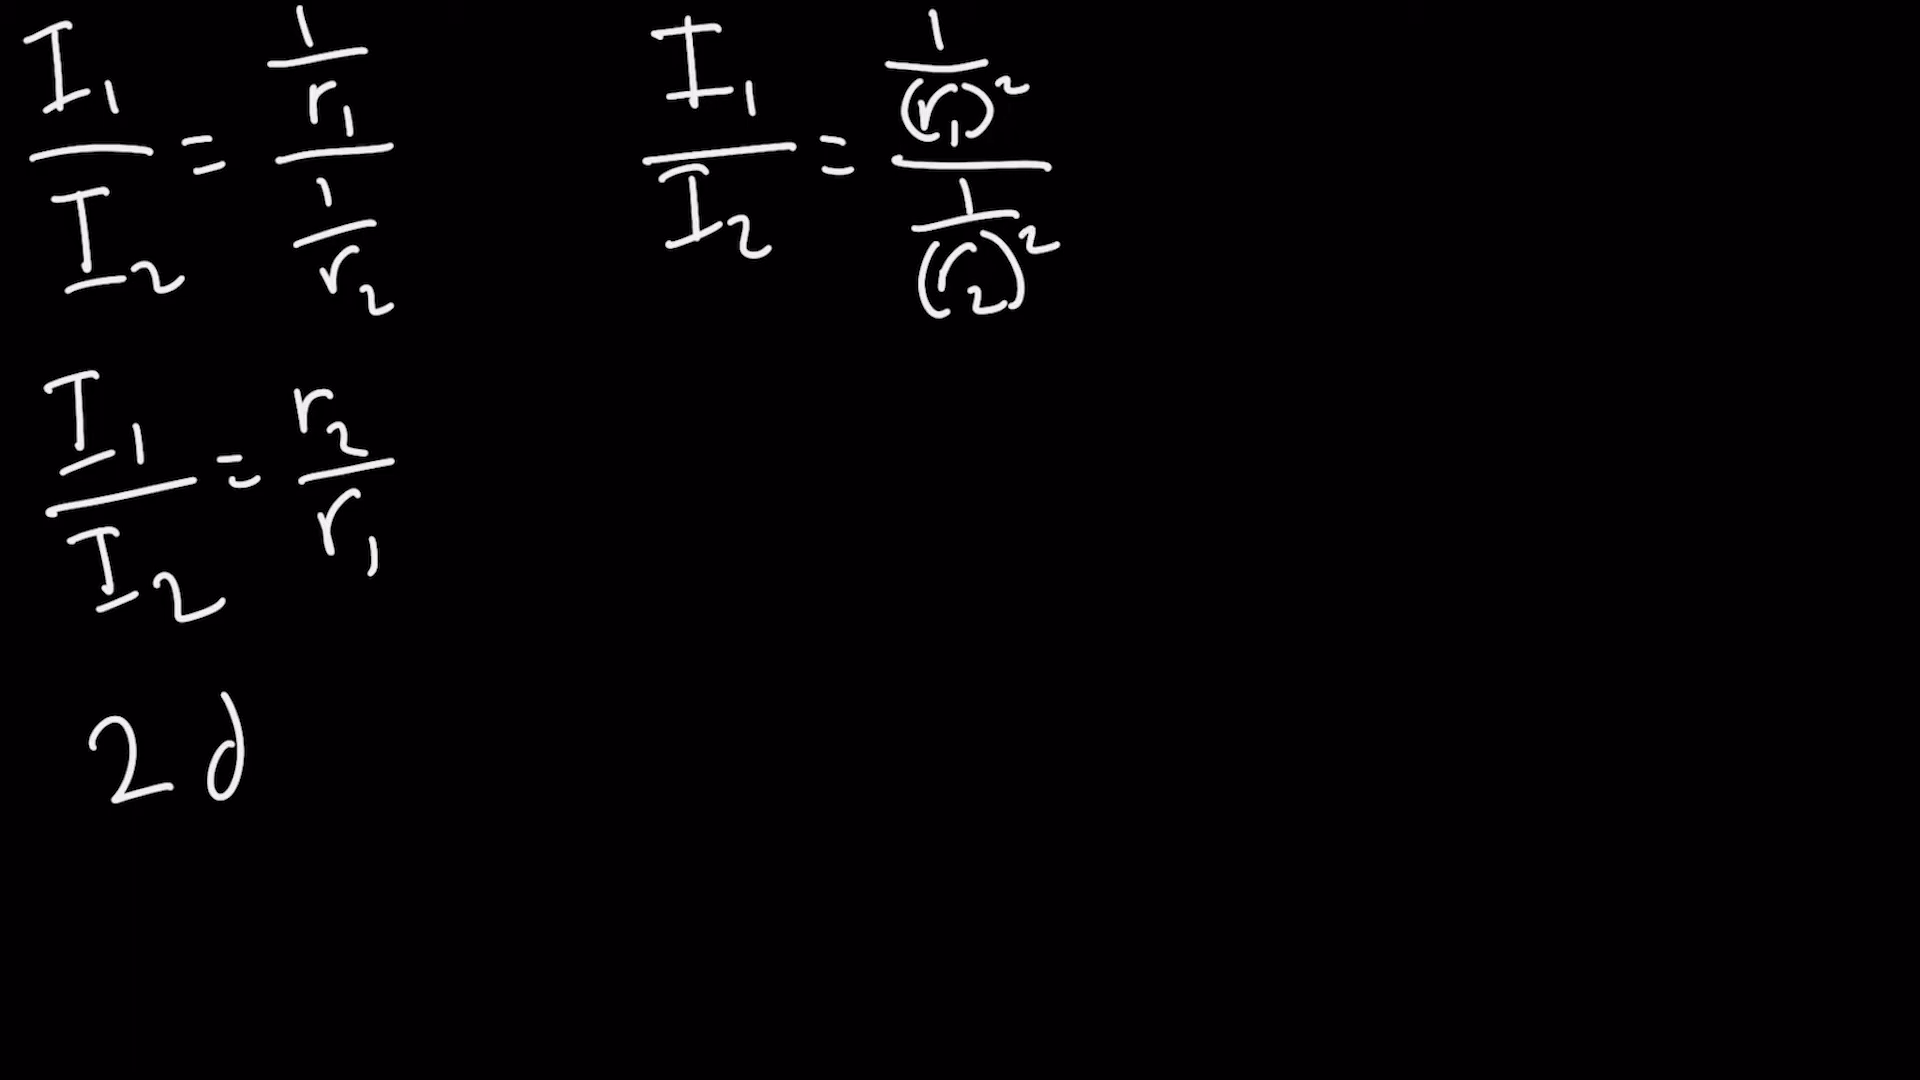 I₁/I₂ = (1/r₁)/(1/r₂)
I₁/I₂ = (1/(r₁)²)/(1/(r₂)²)
I₁/I₂ = r₂/r₁
2d